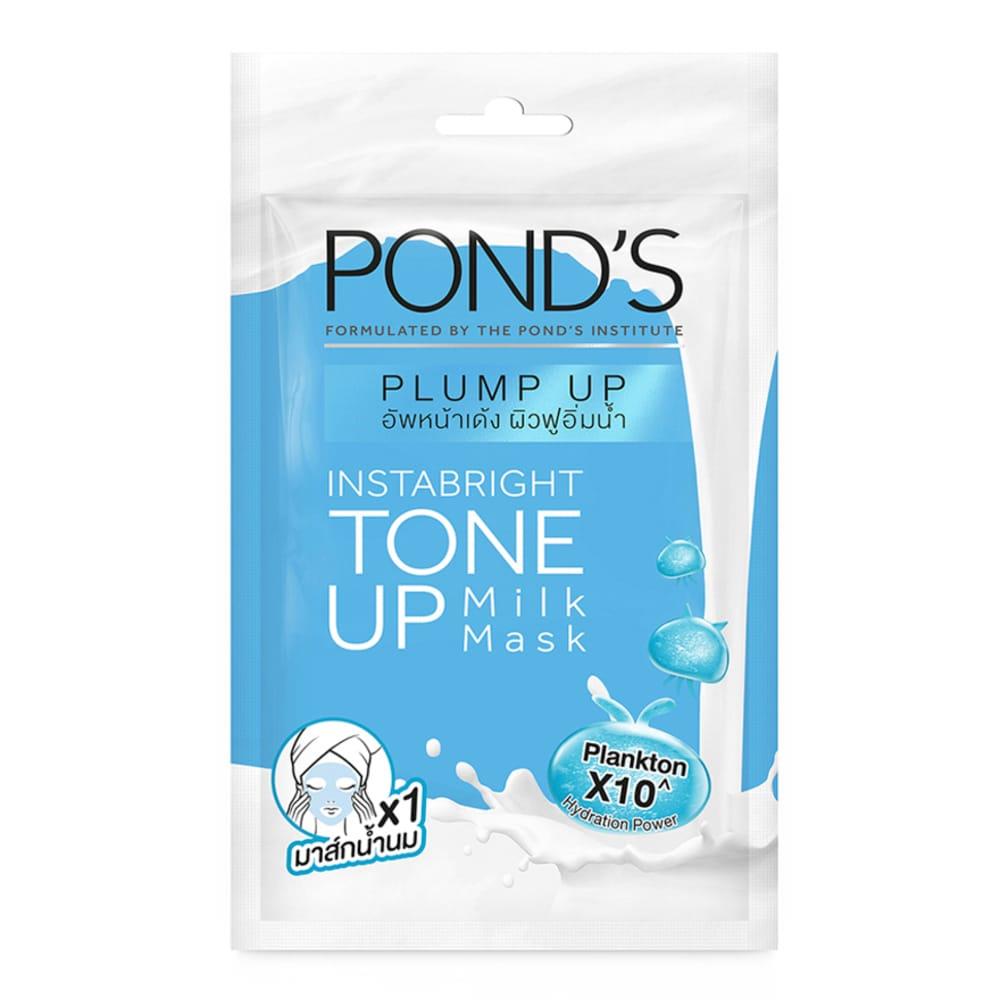 POND'S
FORMULATED BY THE POND'S INSTITUTE
PLUMP UP
อัพหน้าเด้ง ผิวฟูอิ่มน้ำ
INSTABRIGHT
TONE
UP Milk
Mask
Plankton
X10^
Hydration Power
x1
มาส์กน้ำนม